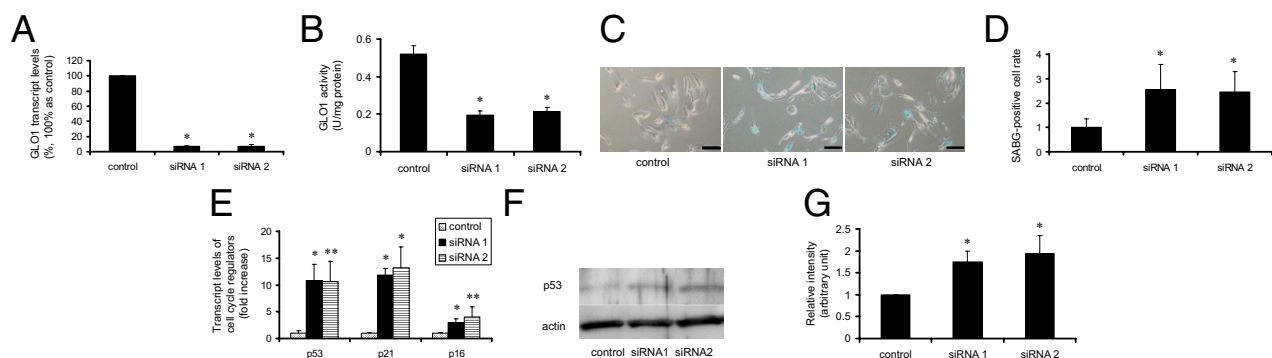 A
GLO1 transcript levels
(%, 100% as control)
120
100
80
60
40
20
0
*
*
control
siRNA 1
siRNA 2
B
GLO1 activity
(U/mg protein)
0.6
0.4
0.2
0
*
*
control
siRNA 1
siRNA 2
C
control
siRNA 1
siRNA 2
D
SABG-positive cell rate
4
3
2
1
0
*
*
control
siRNA 1
siRNA 2
E
Transcript levels of
cell cycle regulators
(fold increase)
20
15
10
5
0
control
siRNA 1
siRNA 2
* **
* *
* **
p53
p21
p16
F
p53
actin
control siRNA1 siRNA2
G
Relative intensity
(arbitrary unit)
2.5
2
1.5
1
0.5
0
*
*
control
siRNA 1
siRNA 2